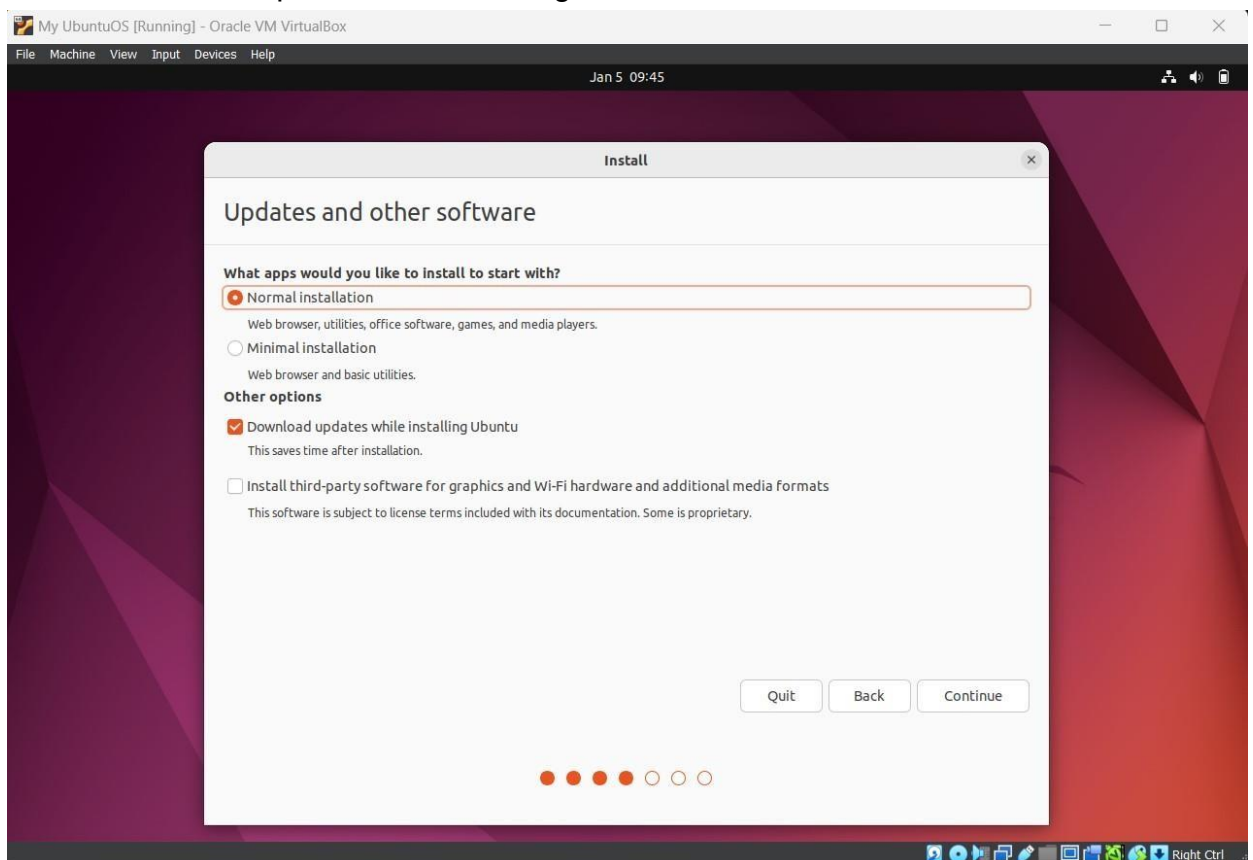 My UbuntuOS [Running] - Oracle VM VirtualBox
File Machine View Input Devices Help
Jan 5 09:45
Install
Updates and other software
What apps would you like to install to start with?
Normal installation
Web browser, utilities, office software, games, and media players.
Minimal installation
Web browser and basic utilities.
Other options
Download updates while installing Ubuntu
This saves time after installation.
Install third-party software for graphics and Wi-Fi hardware and additional media formats
This software is subject to license terms included with its documentation. Some is proprietary.
Quit Back Continue
Right Ctrl